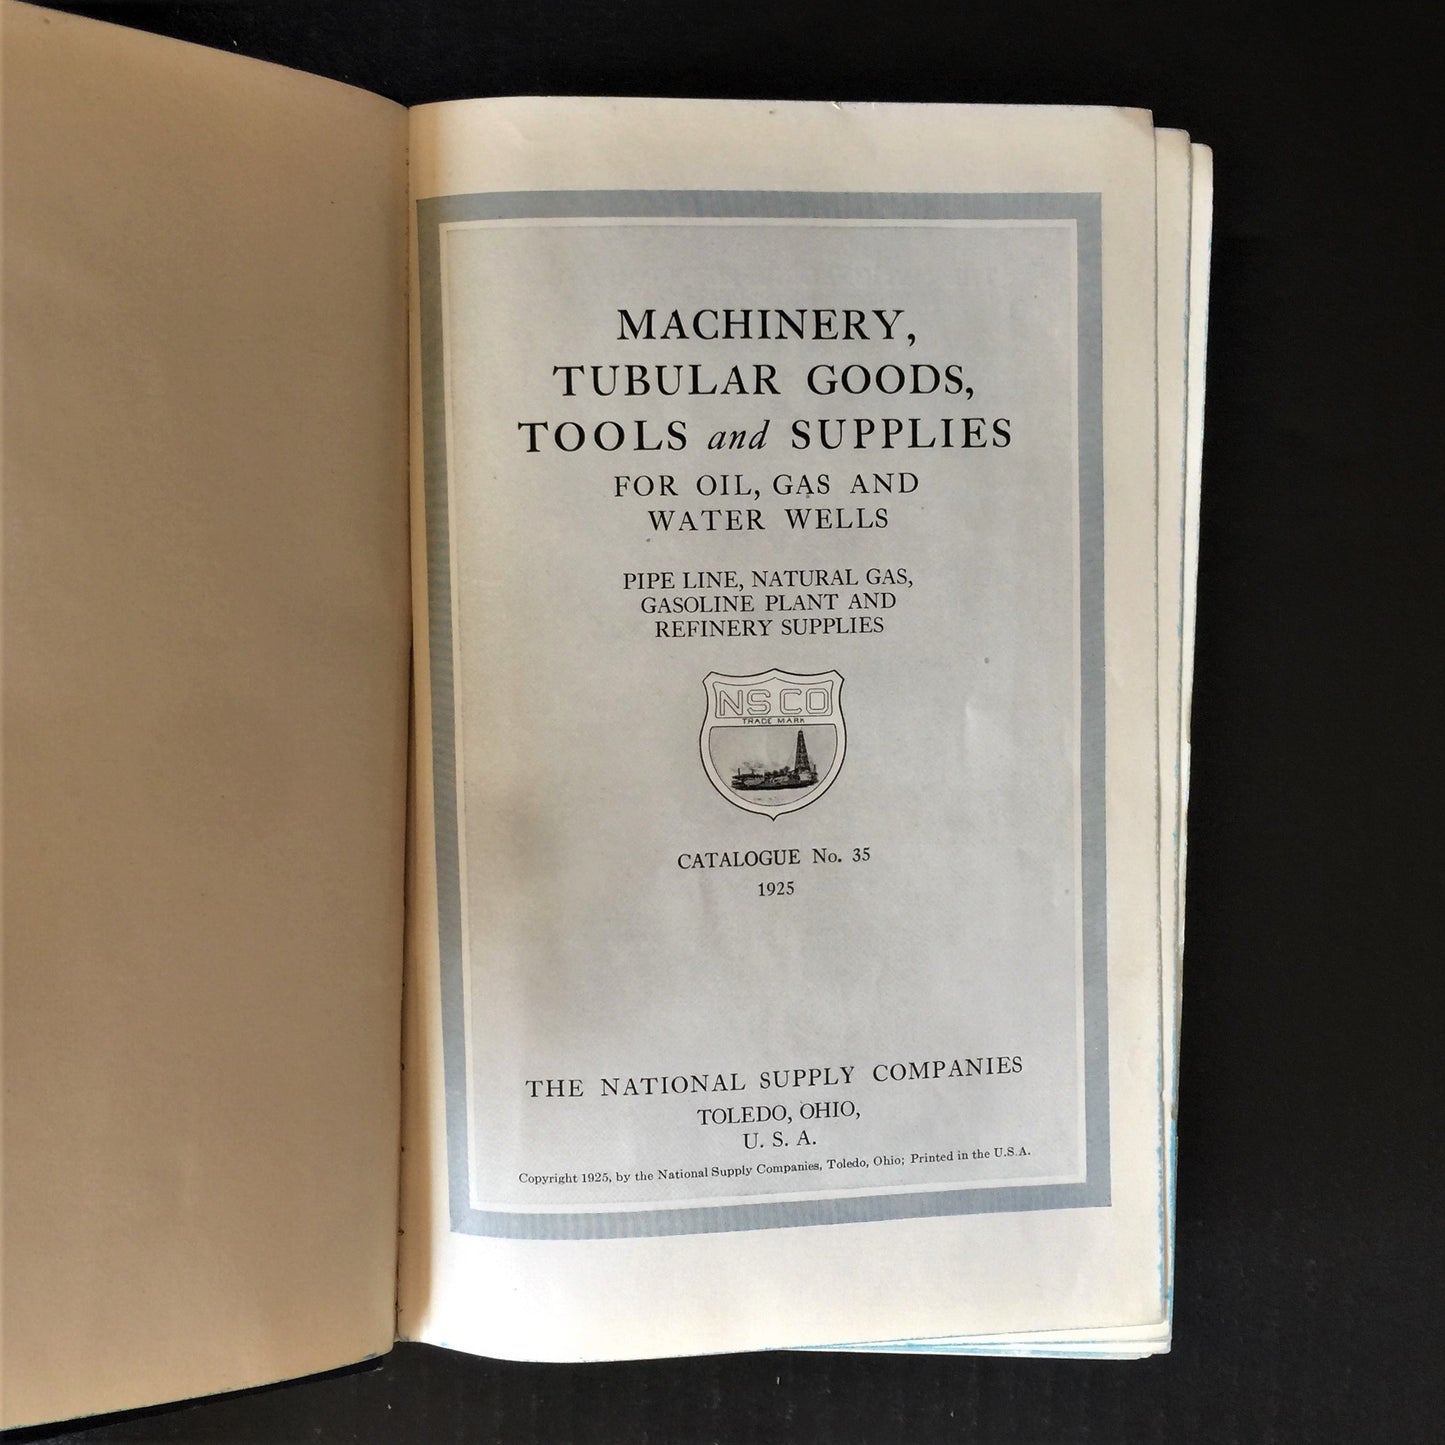 MACHINERY,
TUBULAR GOODS,
TOOLS and SUPPLIES
FOR OIL, GAS AND
WATER WELLS
PIPE LINE, NATURAL GAS,
GASOLINE PLANT AND
REFINERY SUPPLIES
NS CO
TRADE MARK
CATALOGUE No. 35
1925
THE NATIONAL SUPPLY COMPANIES
TOLEDO, OHIO,
U. S. A.
Copyright 1925, by the National Supply Companies, Toledo, Ohio; Printed in the U.S.A.